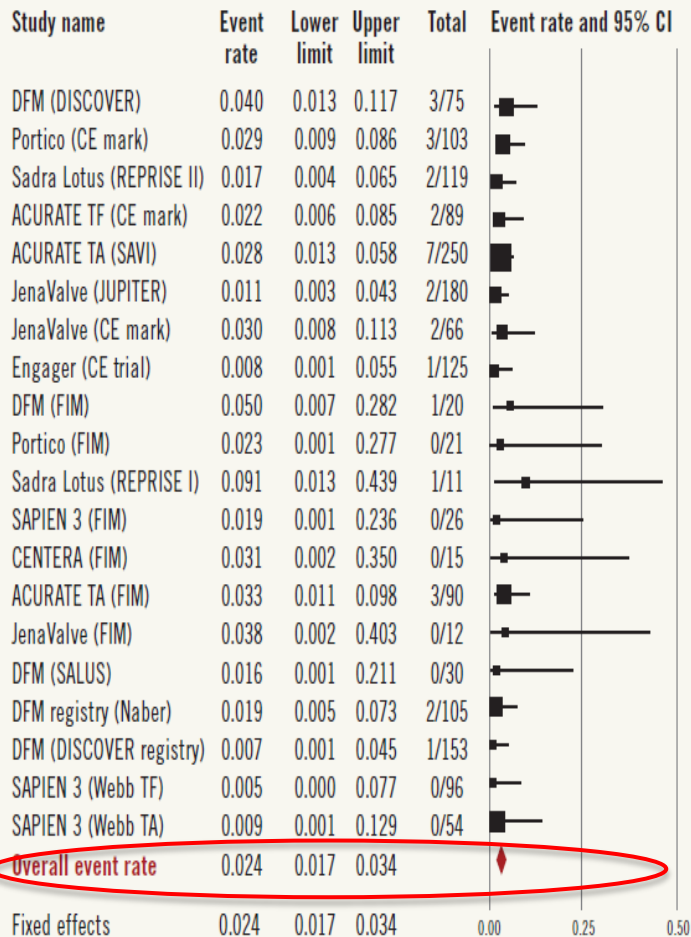 Study name Event Lower Upper Total Event rate and 95% CI
rate limit limit
DFM (DISCOVER) 0.040 0.013 0.117 3/75
Portico (CE mark) 0.029 0.009 0.086 3/103
Sadra Lotus (REPRISE II) 0.017 0.004 0.065 2/119
ACURATE TF (CE mark) 0.022 0.006 0.085 2/89
ACURATE TA (SAVI) 0.028 0.013 0.058 7/250
JenaValve (JUPITER) 0.011 0.003 0.043 2/180
JenaValve (CE mark) 0.030 0.008 0.113 2/66
Engager (CE trial) 0.008 0.001 0.055 1/125
DFM (FIM) 0.050 0.007 0.282 1/20
Portico (FIM) 0.023 0.001 0.277 0/21
Sadra Lotus (REPRISE I) 0.091 0.013 0.439 1/11
SAPIEN 3 (FIM) 0.019 0.001 0.236 0/26
CENTERA (FIM) 0.031 0.002 0.350 0/15
ACURATE TA (FIM) 0.033 0.011 0.098 3/90
JenaValve (FIM) 0.038 0.002 0.403 0/12
DFM (SALUS) 0.016 0.001 0.211 0/30
DFM registry (Naber) 0.019 0.005 0.073 2/105
DFM (DISCOVER registry) 0.007 0.001 0.045 1/153
SAPIEN 3 (Webb TF) 0.005 0.000 0.077 0/96
SAPIEN 3 (Webb TA) 0.009 0.001 0.129 0/54
Overall event rate 0.024 0.017 0.034
Fixed effects 0.024 0.017 0.034 0.00 0.25 0.50